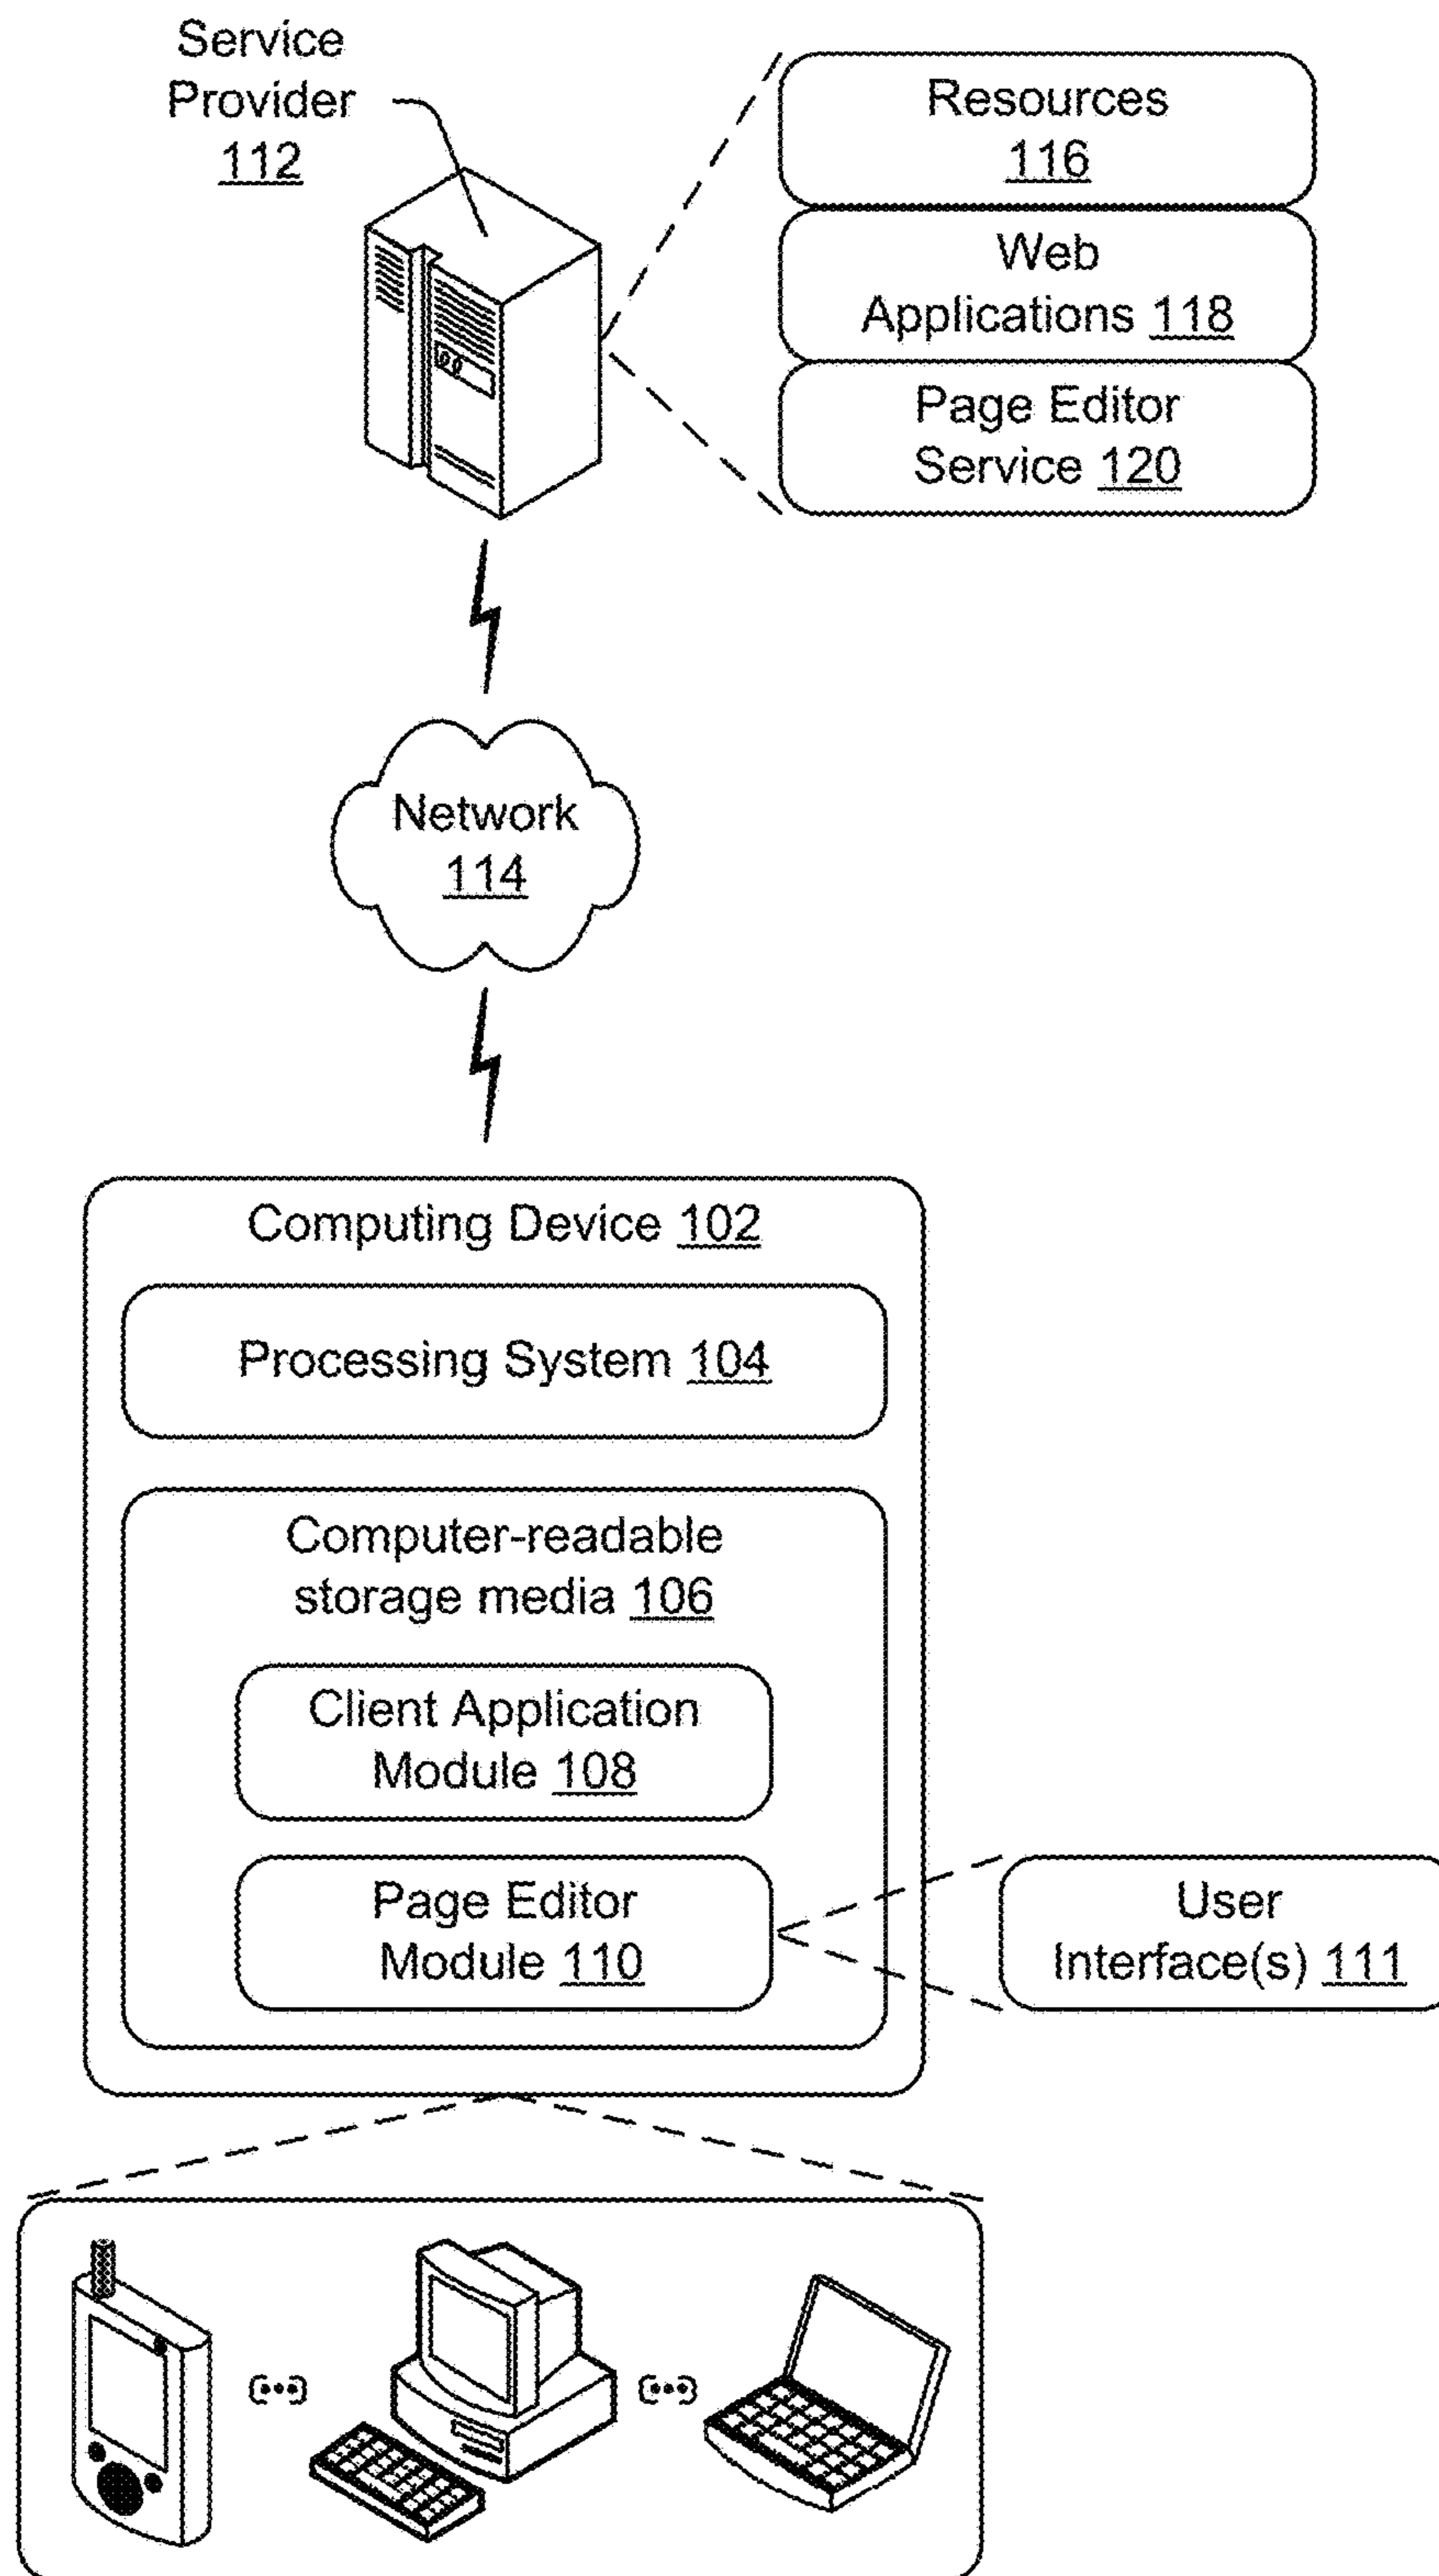 Service
Provider
112
Resources
116
Web
Applications 118
Page Editor
Service 120
Network
114
Computing Device 102
Processing System 104
Computer-readable
storage media 106
Client Application
Module 108
Page Editor
Module 110
User
Interface(s) 111